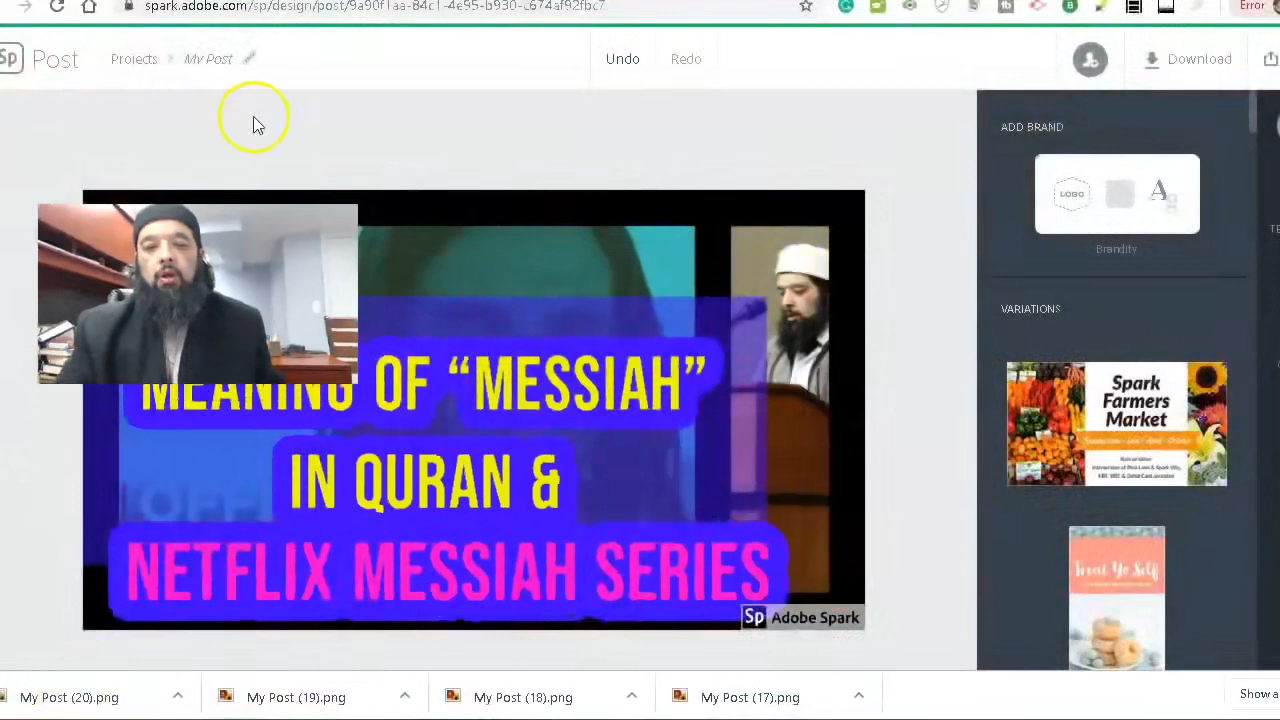 spark.adobe.com/sp/design/post/9a90f1aa-84c1-4e95-b930-c674af92fbc7
Error
Sp Post
Projects
My Post
Undo
Redo
Download
ADD BRAND
LOGO
A
Brandify
VARIATIONS
MEANING OF “MESSIAH”
IN QURAN &
NETFLIX MESSIAH SERIES
Sp Adobe Spark
Spark
Farmers
Market
Treat Yo Self
My Post (20).png
My Post (19).png
My Post (18).png
My Post (17).png
Show a